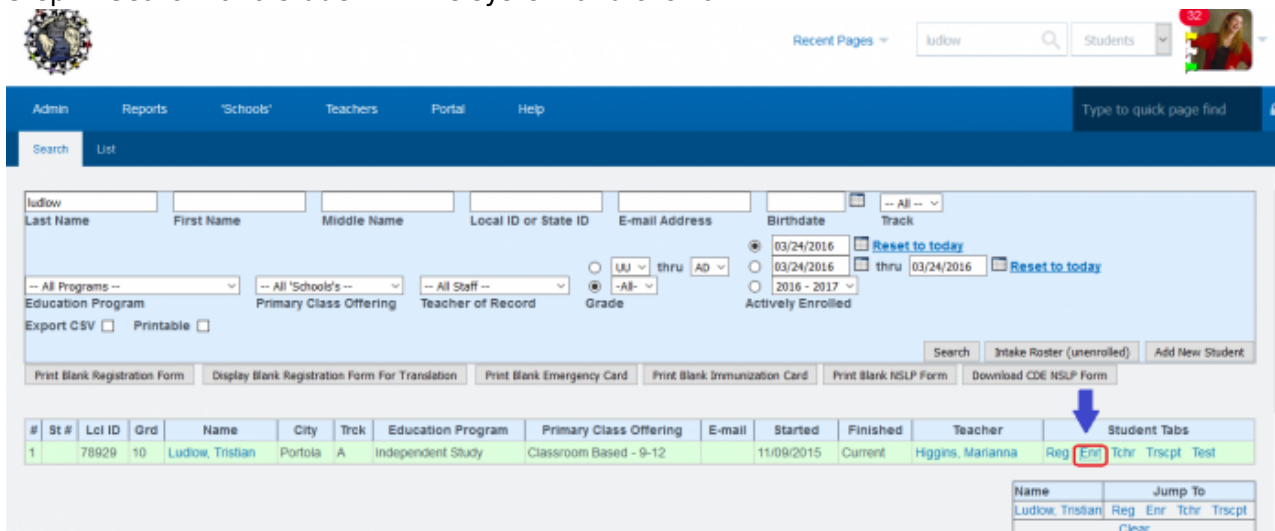 32
Recent Pages ludlow Students
Admin Reports 'Schools' Teachers Portal Help Type to quick page find
Search List
ludlow -- All --
Last Name First Name Middle Name Local ID or State ID E-mail Address Birthdate Track
03/24/2016 Reset to today
UU thru AD 03/24/2016 thru 03/24/2016 Reset to today
-- All Programs -- -- All 'Schools's -- -- All Staff -- -All- 2016 - 2017
Education Program Primary Class Offering Teacher of Record Grade Actively Enrolled
Export CSV Printable
Search Intake Roster (unenrolled) Add New Student
Print Blank Registration Form Display Blank Registration Form For Translation Print Blank Emergency Card Print Blank Immunization Card Print Blank NSLP Form Download CDE NSLP Form
# St # Lcl ID Grd Name City Trck Education Program Primary Class Offering E-mail Started Finished Teacher Student Tabs
1 78929 10 Ludlow, Tristian Portola A Independent Study Classroom Based - 9-12 11/09/2015 Current Higgins, Marianna Reg Enr Tchr Trscpt Test
Name Jump To
Ludlow, Tristian Reg Enr Tchr Trscpt
Clear